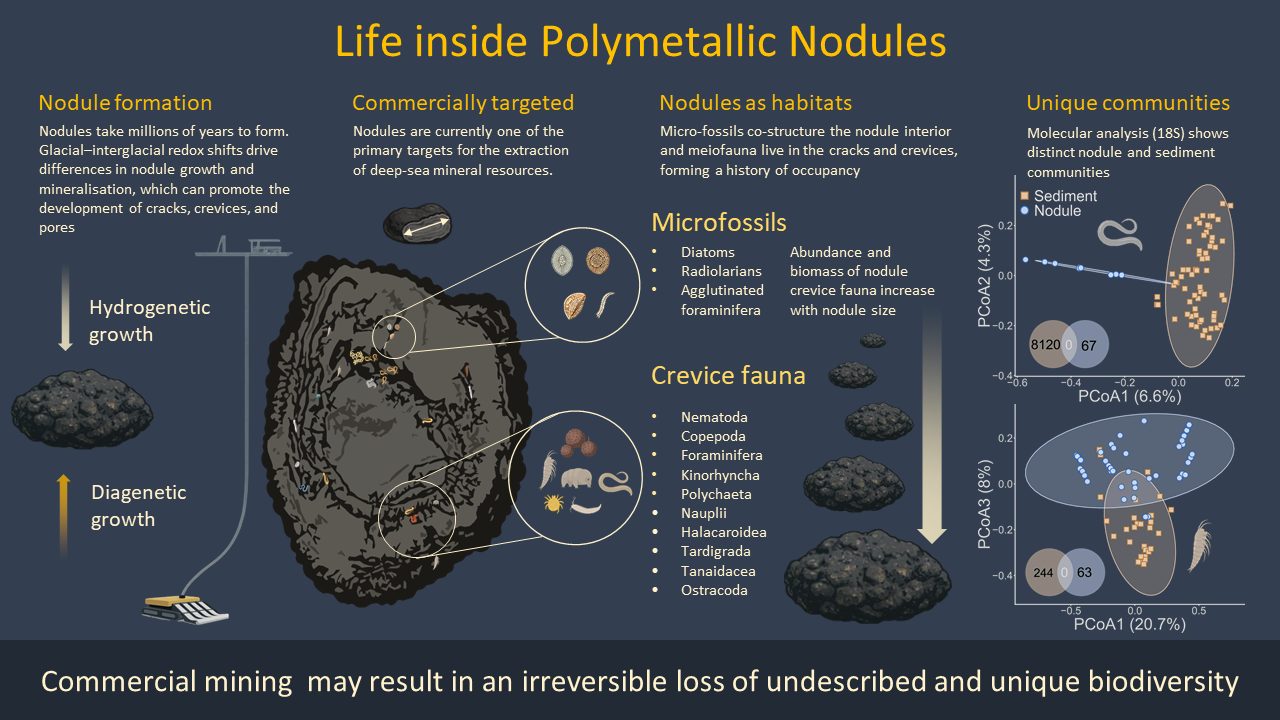 Life inside Polymetallic Nodules
Nodule formation
Nodules take millions of years to form.
Glacial–interglacial redox shifts drive
differences in nodule growth and
mineralisation, which can promote the
development of cracks, crevices, and
pores
Hydrogenetic
growth
Diagenetic
growth
Commercially targeted
Nodules are currently one of the
primary targets for the extraction
of deep-sea mineral resources.
Nodules as habitats
Micro-fossils co-structure the nodule interior
and meiofauna live in the cracks and crevices,
forming a history of occupancy
Microfossils
• Diatoms
• Radiolarians
• Agglutinated
foraminifera
Abundance and
biomass of nodule
crevice fauna increase
with nodule size
Crevice fauna
• Nematoda
• Copepoda
• Foraminifera
• Kinorhyncha
• Polychaeta
• Nauplii
• Halacaroidea
• Tardigrada
• Tanaidacea
• Ostracoda
Unique communities
Molecular analysis (18S) shows
distinct nodule and sediment
communities
Sediment
Nodule
PCoA2 (4.3%)
0.2
0.0
−0.2
−0.4
8120 0 67
−0.6 −0.4 −0.2 0.0 0.2
PCoA1 (6.6%)
PCoA3 (8%)
0.2
0.0
−0.2
−0.4
244 0 63
−0.5 0.0 0.5
PCoA1 (20.7%)
Commercial mining may result in an irreversible loss of undescribed and unique biodiversity